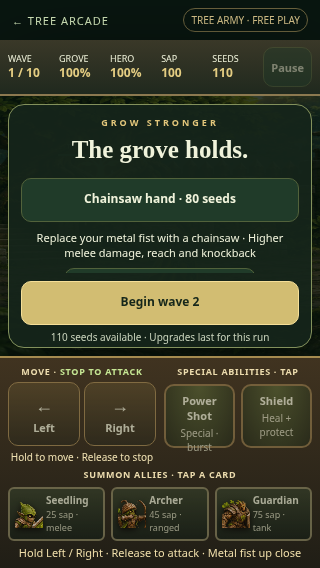 ← TREE ARCADE
TREE ARMY · FREE PLAY
WAVE GROVE HERO SAP SEEDS
1 / 10 100% 100% 100 110
Pause
GROW STRONGER
The grove holds.
Chainsaw hand · 80 seeds
Replace your metal fist with a chainsaw · Higher
melee damage, reach and knockback
Begin wave 2
110 seeds available · Upgrades last for this run
MOVE · STOP TO ATTACK
← Left
→ Right
Hold to move · Release to stop
SPECIAL ABILITIES · TAP
Power
Shot
Special ·
burst
Shield
Heal +
protect
SUMMON ALLIES · TAP A CARD
Seedling
25 sap ·
melee
Archer
45 sap ·
ranged
Guardian
75 sap ·
tank
Hold Left / Right · Release to attack · Metal fist up close